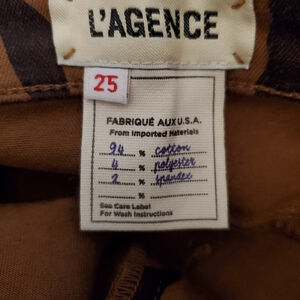 L'AGENCE
25
FABRIQUÉ AUX U.S.A.
From Imported Materials
94 % cotton
4 % polyester
2 % spandex
%
See Care Label
For Wash Instructions